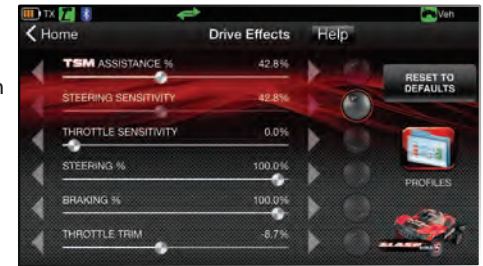 TX Veh
Home Drive Effects Help
TSM ASSISTANCE % 42.8%
STEERING SENSITIVITY 42.8%
THROTTLE SENSITIVITY 0.0%
STEERING % 100.0%
BRAKING % 100.0%
THROTTLE TRIM -8.7%
RESET TO
DEFAULTS
PROFILES
SLASH
n